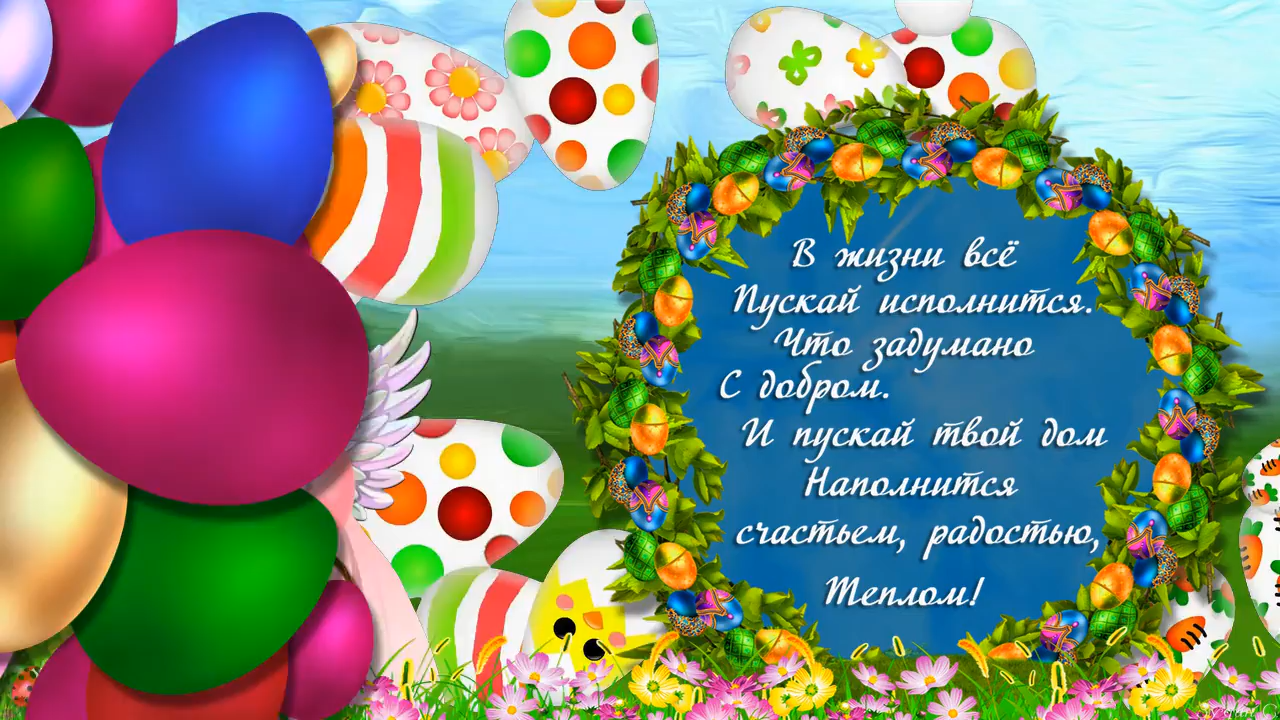 В жизни всё
Пускай исполнится.
Что задумано
С добром.
И пускай твой дом
Наполнится
счастьем, радостью,
Теплом!